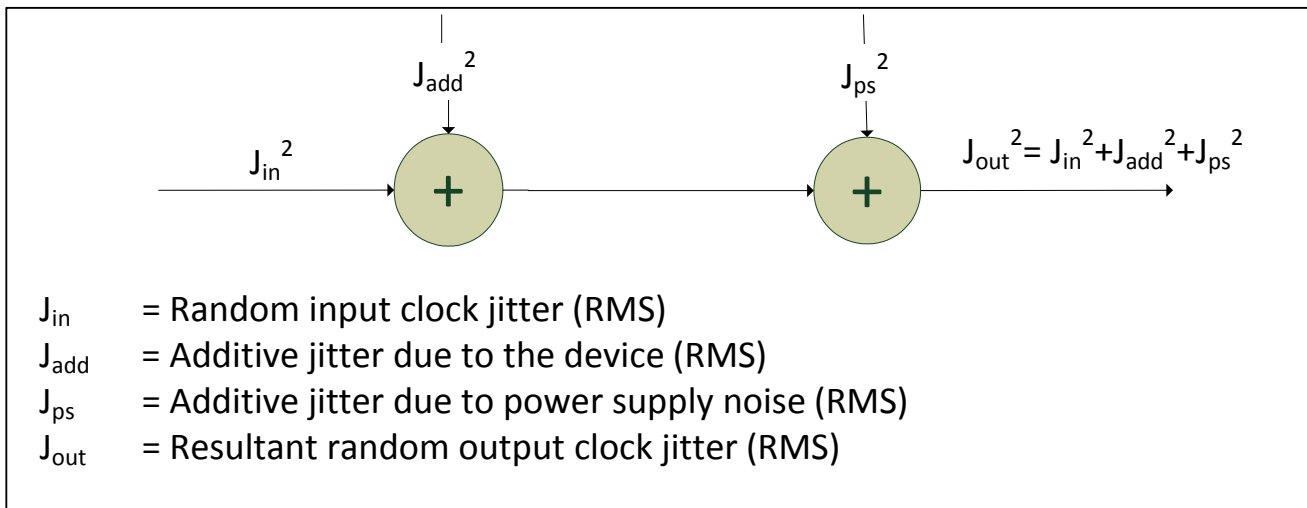 J_add^2
J_ps^2
J_in^2
J_out^2= J_in^2+J_add^2+J_ps^2
+
+
J_in = Random input clock jitter (RMS)
J_add = Additive jitter due to the device (RMS)
J_ps = Additive jitter due to power supply noise (RMS)
J_out = Resultant random output clock jitter (RMS)